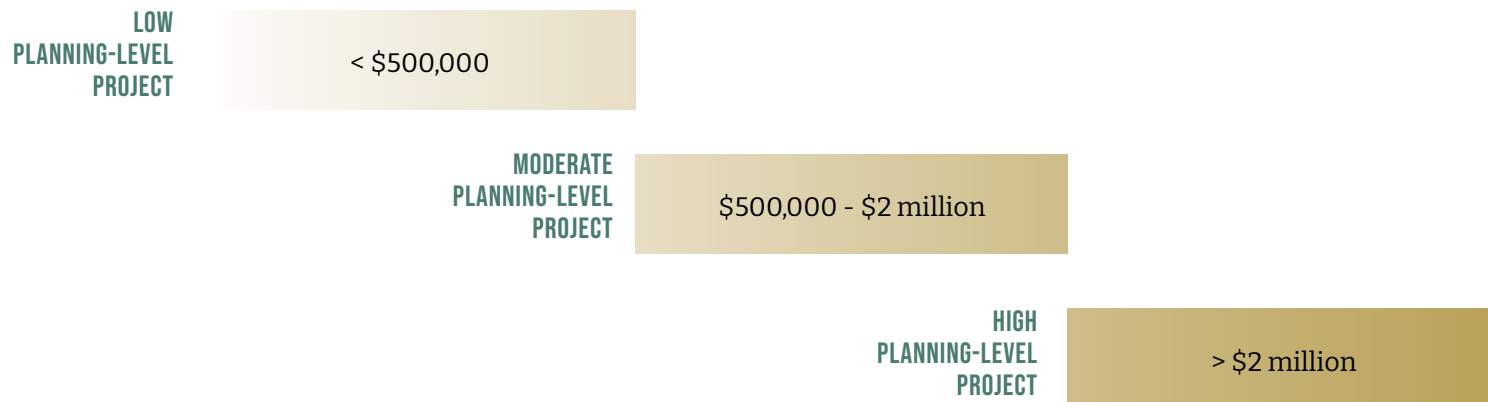 LOW
PLANNING-LEVEL
PROJECT
< $500,000
MODERATE
PLANNING-LEVEL
PROJECT
$500,000 - $2 million
HIGH
PLANNING-LEVEL
PROJECT
> $2 million